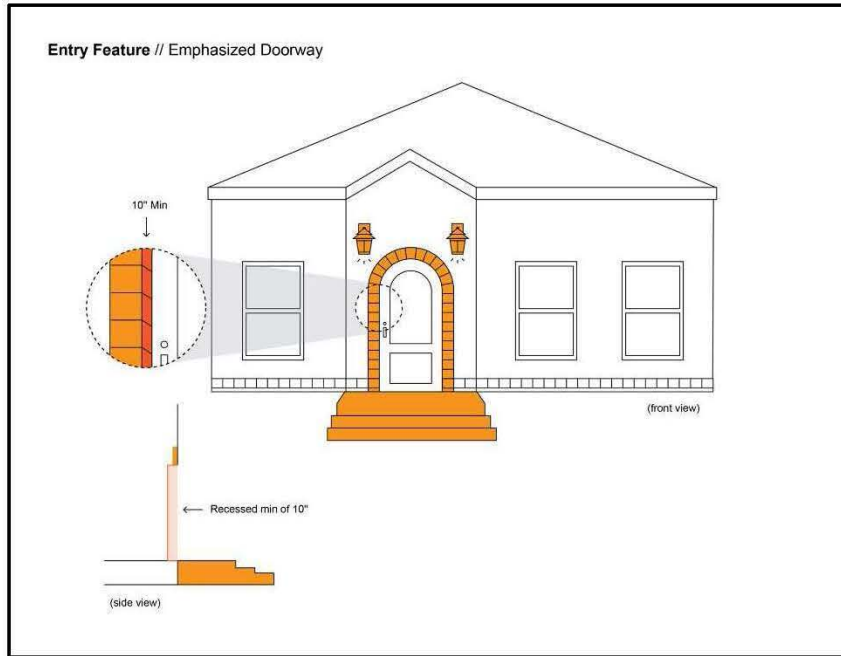 Entry Feature // Emphasized Doorway
10" Min
(front view)
Recessed min of 10"
(side view)